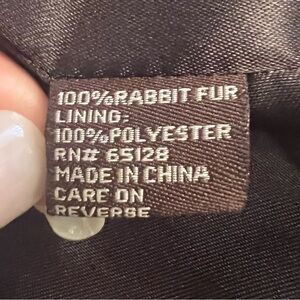 100%RABBIT FUR
LINING:
100%POLYESTER
RN# 65128
MADE IN CHINA
CARE ON
REVERSE